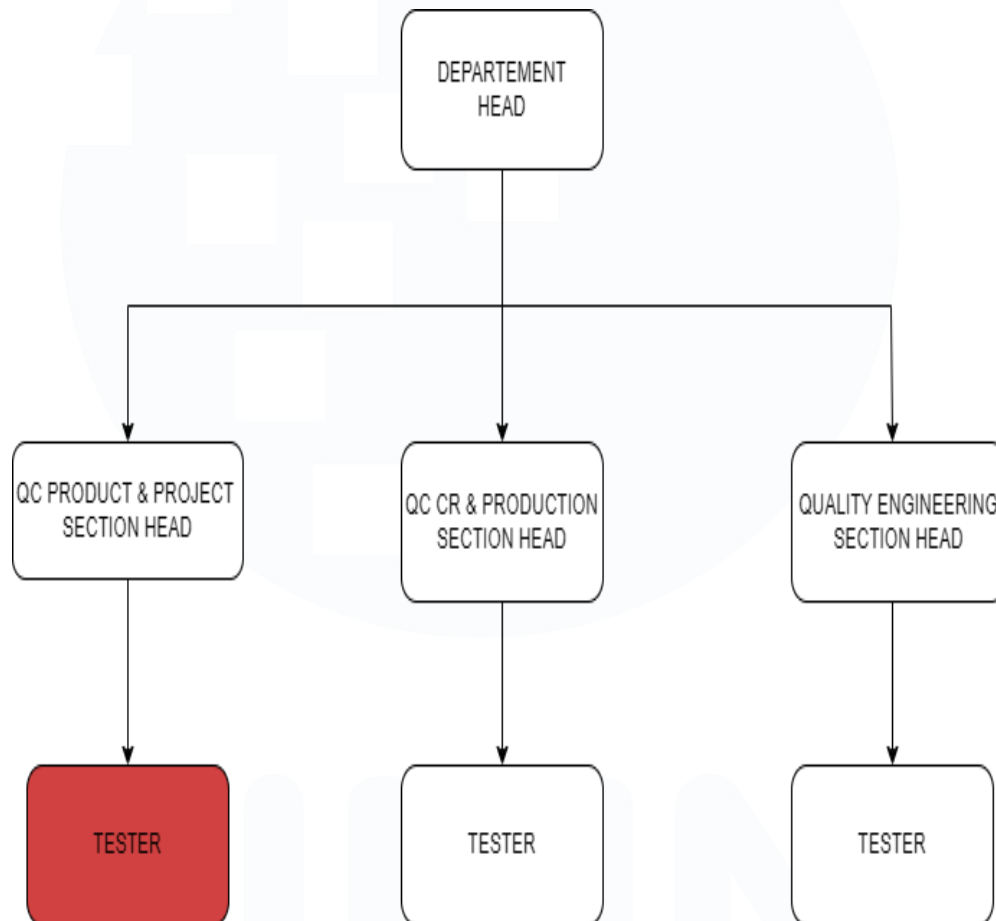 DEPARTEMENT
HEAD
QC PRODUCT & PROJECT
SECTION HEAD
QC CR & PRODUCTION
SECTION HEAD
QUALITY ENGINEERING
SECTION HEAD
TESTER
TESTER
TESTER